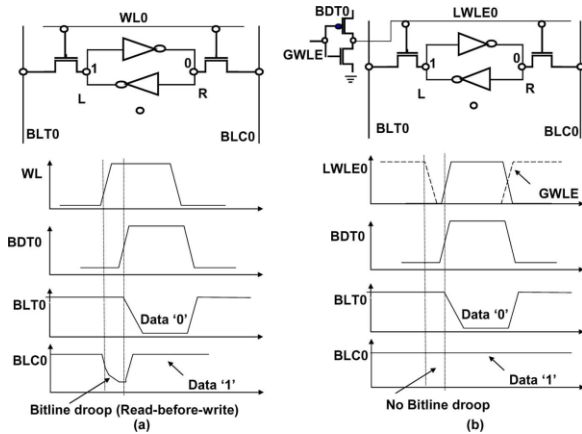 WL0
1
0
L
R
BLT0
BLC0
WL
BDT0
BLT0
Data ‘0’
BLC0
Data ‘1’
Bitline droop (Read-before-write)
(a)
BDT0
LWLE0
GWLE
1
0
L
R
BLT0
BLC0
LWLE0
GWLE
BDT0
BLT0
Data ‘0’
BLC0
Data ‘1’
No Bitline droop
(b)